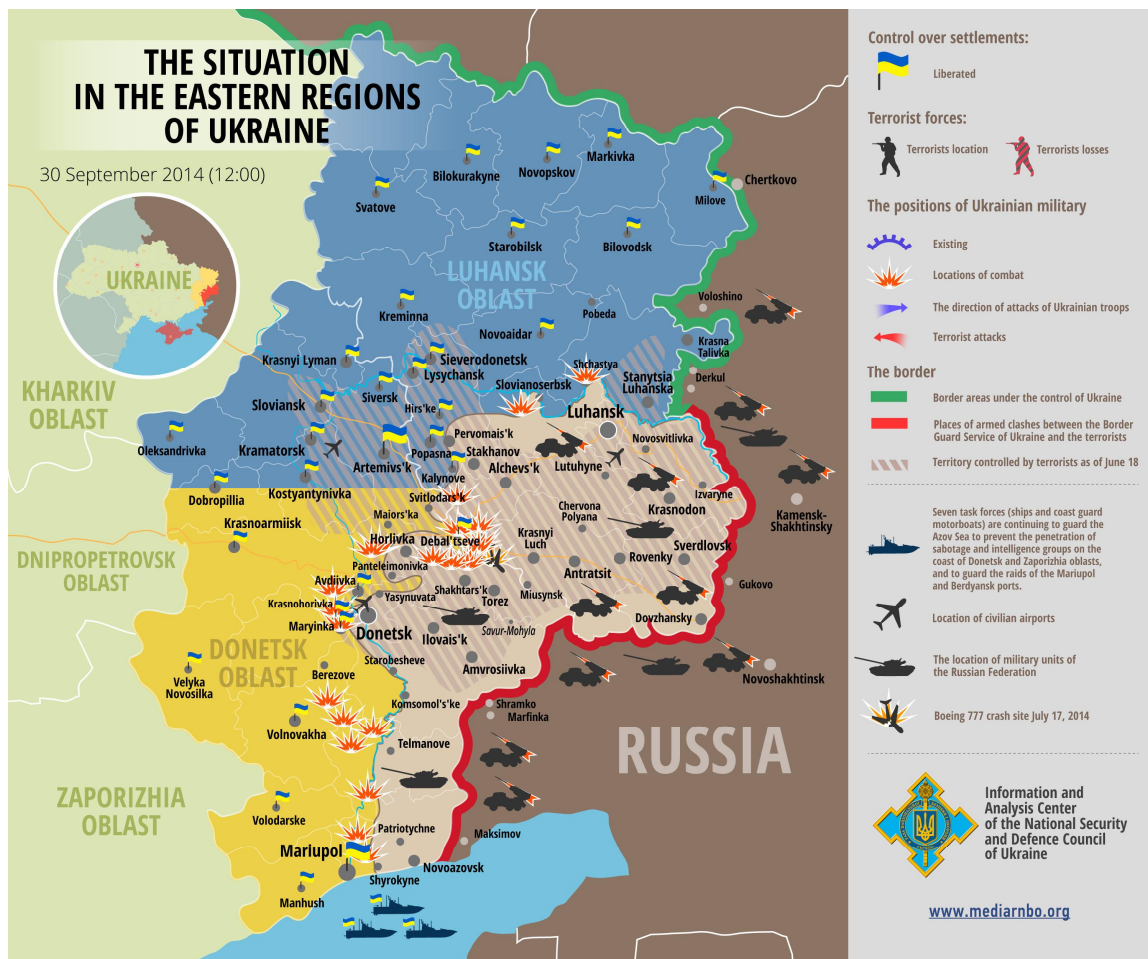 THE SITUATION
IN THE EASTERN REGIONS
OF UKRAINE
30 September 2014 (12:00)
UKRAINE
KHARKIV
OBLAST
DNIPROPETROVSK
OBLAST
ZAPORIZHIA
OBLAST
LUHANSK
OBLAST
DONETSK
OBLAST
RUSSIA
Bilokurakyne
Novopskov
Markivka
Milove
Chertkovo
Svatove
Starobilsk
Bilovodsk
Voloshino
Kreminna
Novoaidar
Pobeda
Krasna
Talivka
Krasnyi Lyman
Sieverodonetsk
Lysychansk
Shchastya
Slovianoserbsk
Stanytsia
Luhanska
Derkul
Siversk
Sloviansk
Hirs'ke
Luhansk
Oleksandrivka
Kramatorsk
Artemivs'k
Popasna
Pervomais'k
Stakhanov
Kalynove
Alchevs'k
Lutuhyne
Novosvitlivka
Izvaryne
Kostyantynivka
Dobropillia
Svitlodars'k
Krasnoarmiisk
Maiors'ka
Chervona
Polyana
Krasnodon
Kamensk-
Shakhtinsky
Horlivka
Debal'tseve
Krasnyi
Luch
Sverdlovsk
Rovenky
Panteleimonivka
Antratsit
Avdiivka
Shakhtars'k
Miusynsk
Gukovo
Yasynuvata
Torez
Krasnohorivka
Maryinka
Donetsk
Ilovais'k
Savur-Mohyla
Dovzhansky
Starobesheve
Amvrosiivka
Novoshakhtinsk
Berezove
Velyka
Novosilka
Komsomol's'ke
Shramko
Marfinka
Volnovakha
Telmanove
Volodarske
Patriotychne
Maksimov
Mariupol
Novoazovsk
Shyrokyne
Manhush
Control over settlements:
Liberated
Terrorist forces:
Terrorists location
Terrorists losses
The positions of Ukrainian military
Existing
Locations of combat
The direction of attacks of Ukrainian troops
Terrorist attacks
The border
Border areas under the control of Ukraine
Places of armed clashes between the Border
Guard Service of Ukraine and the terrorists
Territory controlled by terrorists as of June 18
Seven task forces (ships and coast guard
motorboats) are continuing to guard the
Azov Sea to prevent the penetration of
sabotage and intelligence groups on the
coast of Donetsk and Zaporizhia oblasts,
and to guard the raids of the Mariupol
and Berdyansk ports.
Location of civilian airports
The location of military units of
the Russian Federation
Boeing 777 crash site July 17, 2014
Information and
Analysis Center
of the National Security
and Defence Council
of Ukraine
www.mediarnbo.org